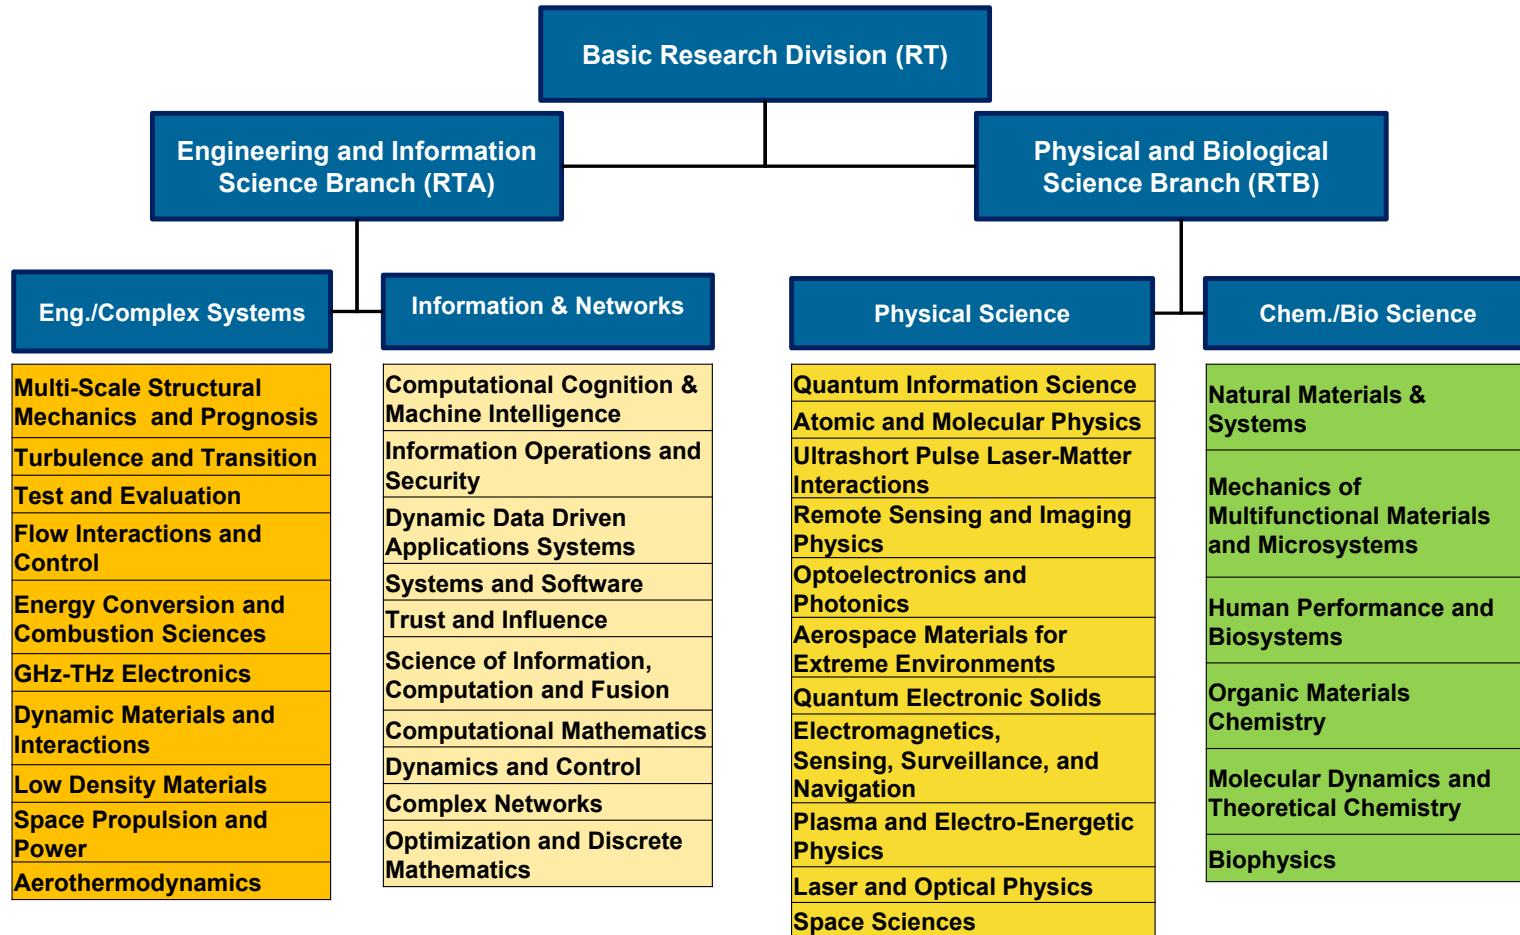 Basic Research Division (RT)
Engineering and Information
Science Branch (RTA)
Physical and Biological
Science Branch (RTB)
Eng./Complex Systems
Information & Networks
Physical Science
Chem./Bio Science
Multi-Scale Structural
Mechanics  and Prognosis
Turbulence and Transition
Test and Evaluation
Flow Interactions and
Control
Energy Conversion and
Combustion Sciences
GHz-THz Electronics
Dynamic Materials and
Interactions
Low Density Materials
Space Propulsion and
Power
Aerothermodynamics
Computational Cognition &
Machine Intelligence
Information Operations and
Security
Dynamic Data Driven
Applications Systems
Systems and Software
Trust and Influence
Science of Information,
Computation and Fusion
Computational Mathematics
Dynamics and Control
Complex Networks
Optimization and Discrete
Mathematics
Quantum Information Science
Atomic and Molecular Physics
Ultrashort Pulse Laser-Matter
Interactions
Remote Sensing and Imaging
Physics
Optoelectronics and
Photonics
Aerospace Materials for
Extreme Environments
Quantum Electronic Solids
Electromagnetics,
Sensing, Surveillance, and
Navigation
Plasma and Electro-Energetic
Physics
Laser and Optical Physics
Space Sciences
Natural Materials &
Systems
Mechanics of
Multifunctional Materials
and Microsystems
Human Performance and
Biosystems
Organic Materials
Chemistry
Molecular Dynamics and
Theoretical Chemistry
Biophysics